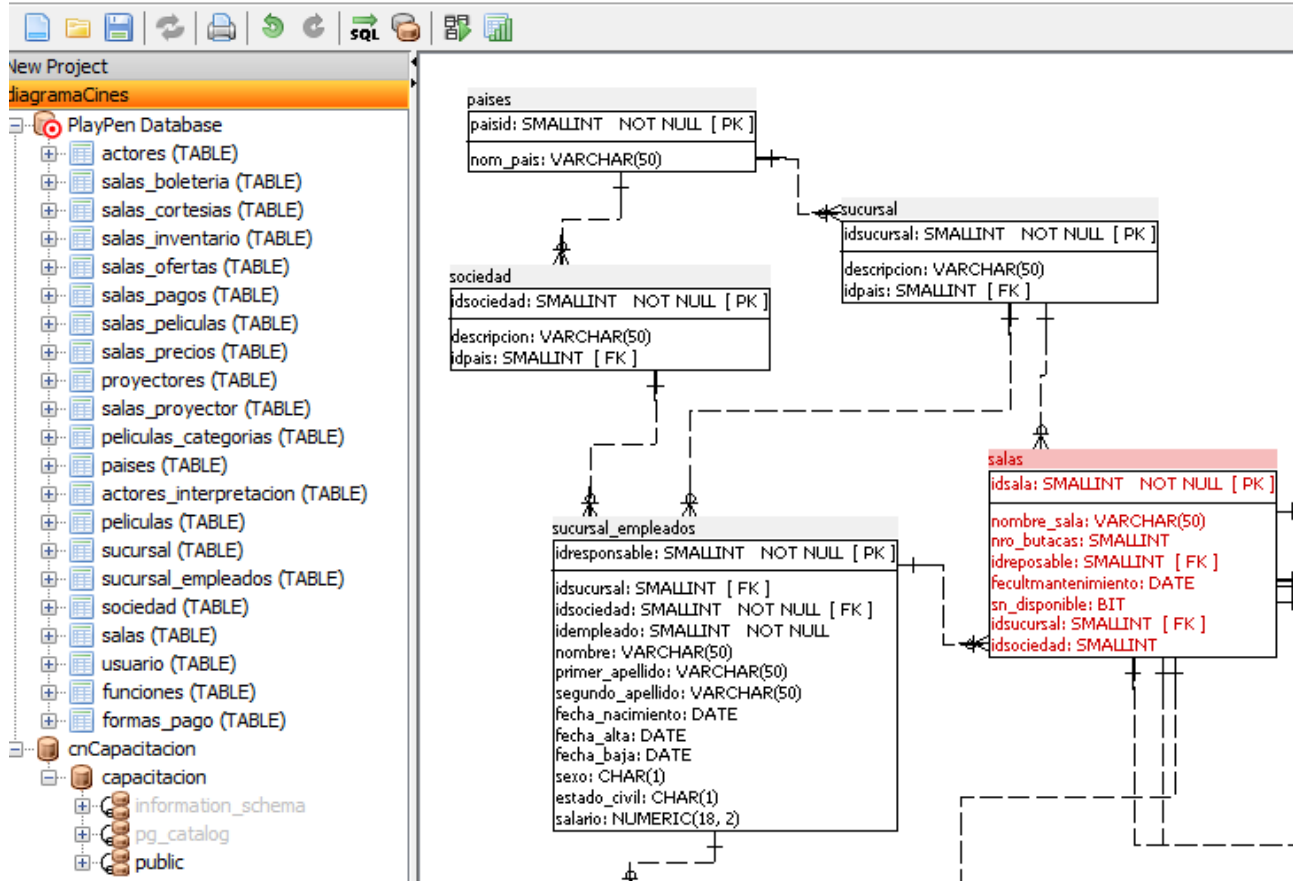 SQL
New Project
diagramaCines
PlayPen Database
actores (TABLE)
salas_boleteria (TABLE)
salas_cortesias (TABLE)
salas_inventario (TABLE)
salas_ofertas (TABLE)
salas_pagos (TABLE)
salas_peliculas (TABLE)
salas_precios (TABLE)
proyectores (TABLE)
salas_proyector (TABLE)
peliculas_categorias (TABLE)
paises (TABLE)
actores_interpretacion (TABLE)
peliculas (TABLE)
sucursal (TABLE)
sucursal_empleados (TABLE)
sociedad (TABLE)
salas (TABLE)
usuario (TABLE)
funciones (TABLE)
formas_pago (TABLE)
cnCapacitacion
capacitacion
information_schema
pg_catalog
public
paises
paisid: SMALLINT NOT NULL [ PK ]
nom_pais: VARCHAR(50)
sucursal
idsucursal: SMALLINT NOT NULL [ PK ]
descripcion: VARCHAR(50)
idpais: SMALLINT [ FK ]
sociedad
idsociedad: SMALLINT NOT NULL [ PK ]
descripcion: VARCHAR(50)
idpais: SMALLINT [ FK ]
salas
idsala: SMALLINT NOT NULL [ PK ]
nombre_sala: VARCHAR(50)
nro_butacas: SMALLINT
idreposable: SMALLINT [ FK ]
fecultmantenimiento: DATE
sn_disponible: BIT
idsucursal: SMALLINT [ FK ]
idsociedad: SMALLINT
sucursal_empleados
idresponsable: SMALLINT NOT NULL [ PK ]
idsucursal: SMALLINT [ FK ]
idsociedad: SMALLINT NOT NULL [ FK ]
idempleado: SMALLINT NOT NULL
nombre: VARCHAR(50)
primer_apellido: VARCHAR(50)
segundo_apellido: VARCHAR(50)
fecha_nacimiento: DATE
fecha_alta: DATE
fecha_baja: DATE
sexo: CHAR(1)
estado_civil: CHAR(1)
salario: NUMERIC(18, 2)